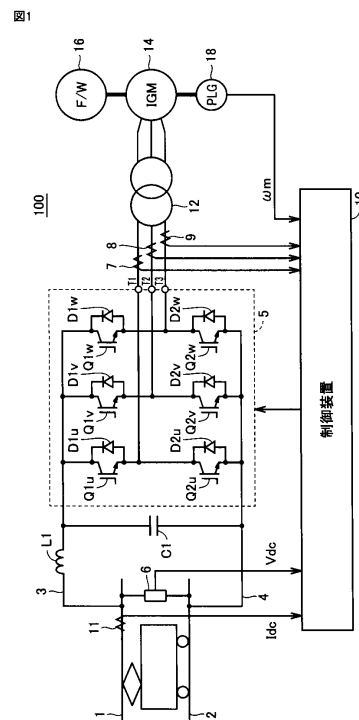 図1
100
16
F/W
14
IGM
18
PLG
12
ωm
9
8
7
T1
T2
T3
D1w
Q1w
D2w
Q2w
D1v
Q1v
D2v
Q2v
D1u
Q1u
D2u
Q2u
5
L1
3
C1
4
6
Vdc
11
Idc
1
2
制御装置